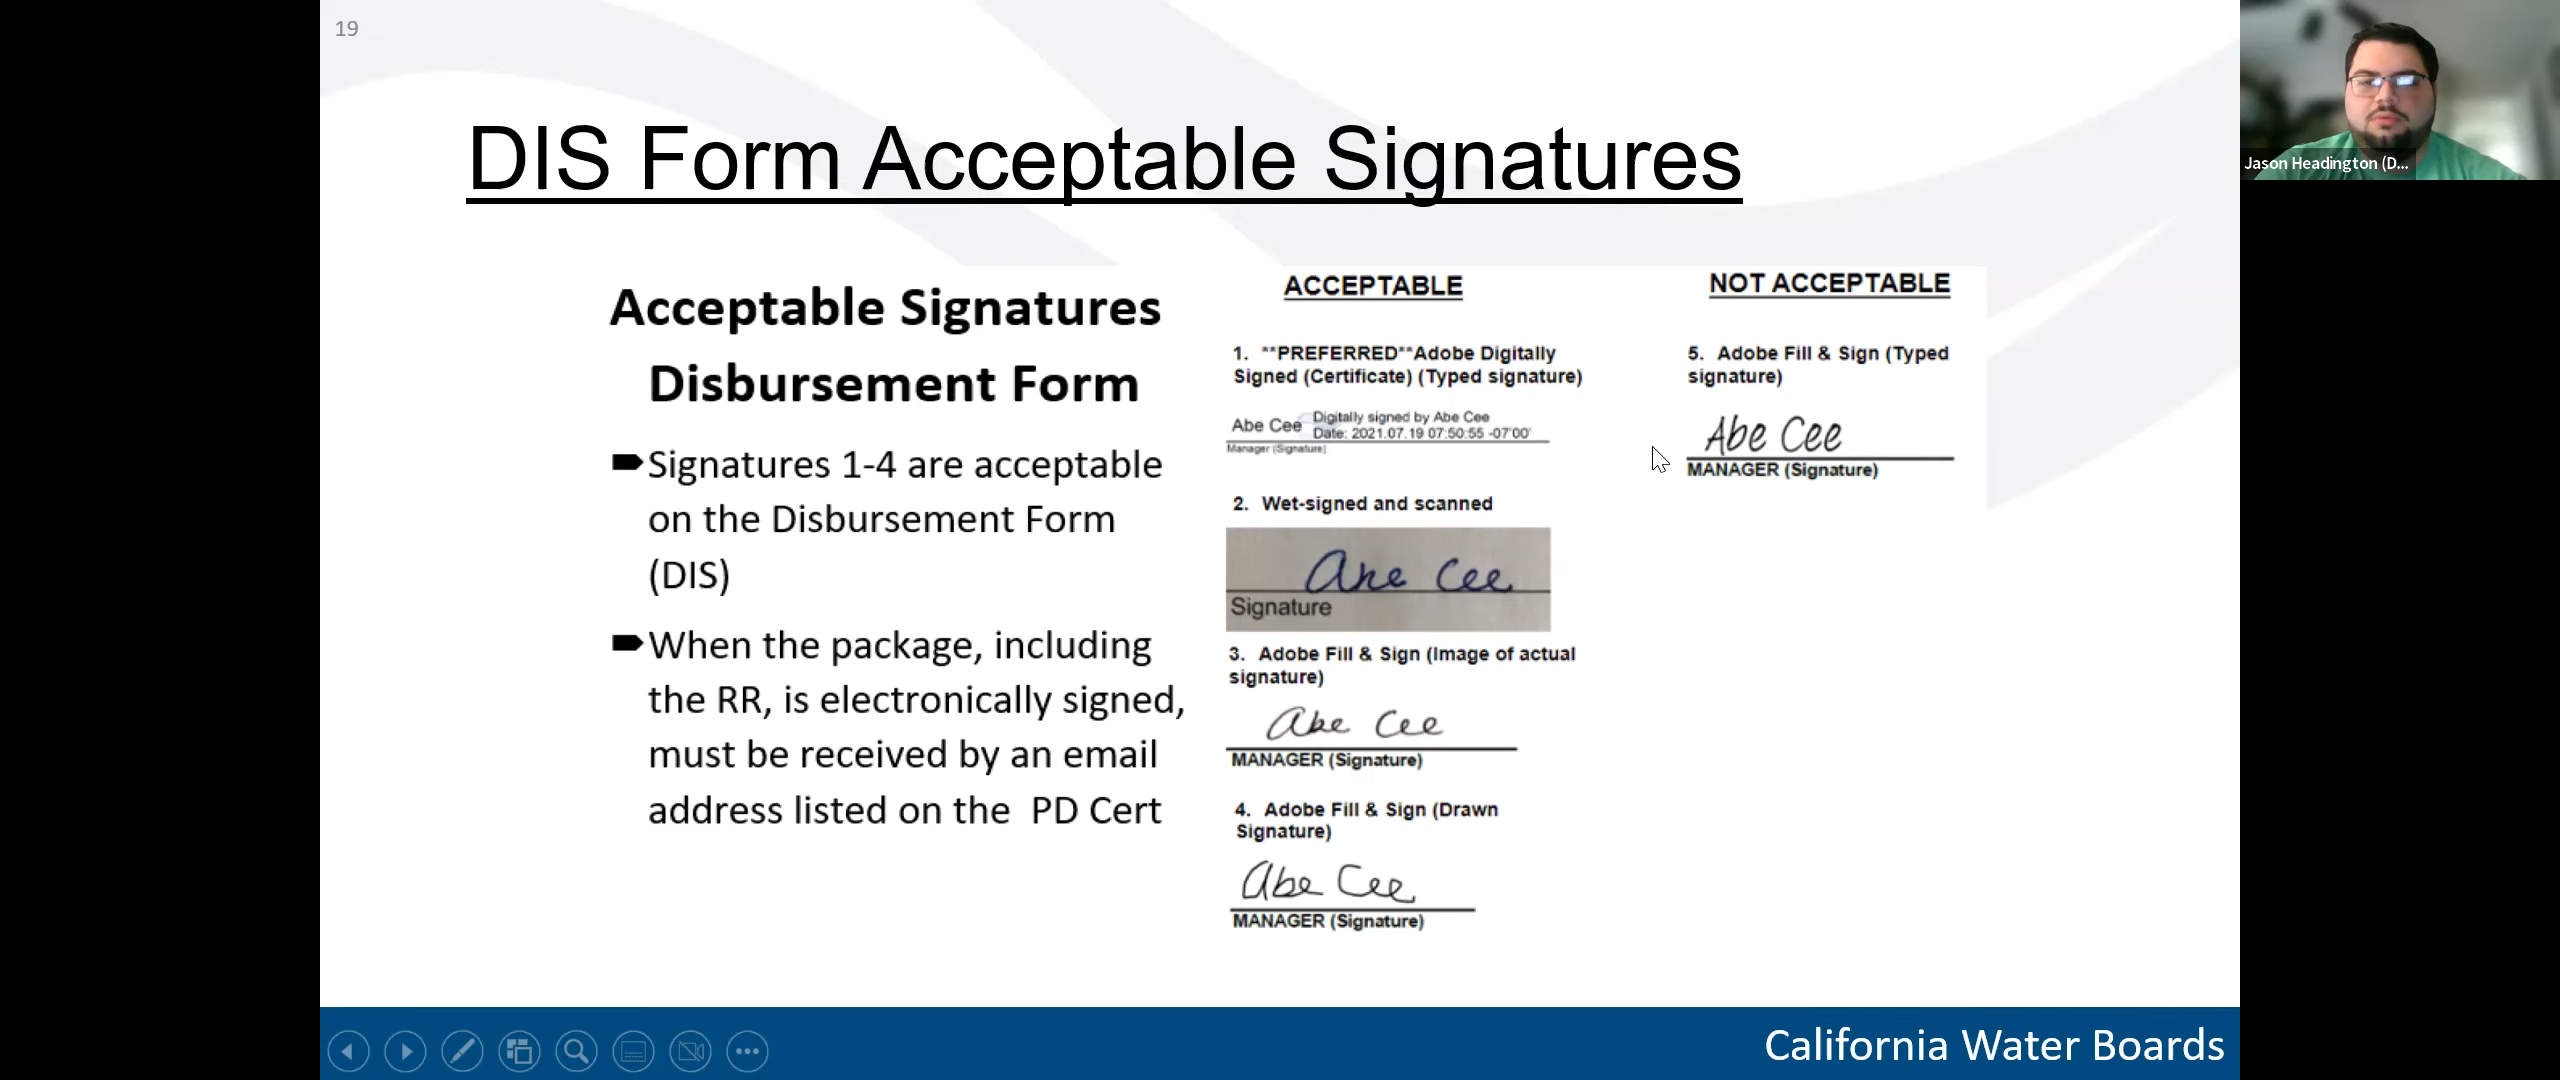 19
DIS Form Acceptable Signatures
Acceptable Signatures
Disbursement Form
Signatures 1-4 are acceptable
on the Disbursement Form
(DIS)
When the package, including
the RR, is electronically signed,
must be received by an email
address listed on the PD Cert
ACCEPTABLE
1. **PREFERRED**Adobe Digitally
Signed (Certificate) (Typed signature)
Abe Cee
Digitally signed by Abe Cee
Date: 2021.07.19 07:50:55 -07'00'
Manager (Signature)
2. Wet-signed and scanned
Abe Cee
Signature
3. Adobe Fill & Sign (Image of actual
signature)
Abe Cee
MANAGER (Signature)
4. Adobe Fill & Sign (Drawn
Signature)
Abe Cee
MANAGER (Signature)
NOT ACCEPTABLE
5. Adobe Fill & Sign (Typed
signature)
Abe Cee
MANAGER (Signature)
California Water Boards
Jason Headington (D...